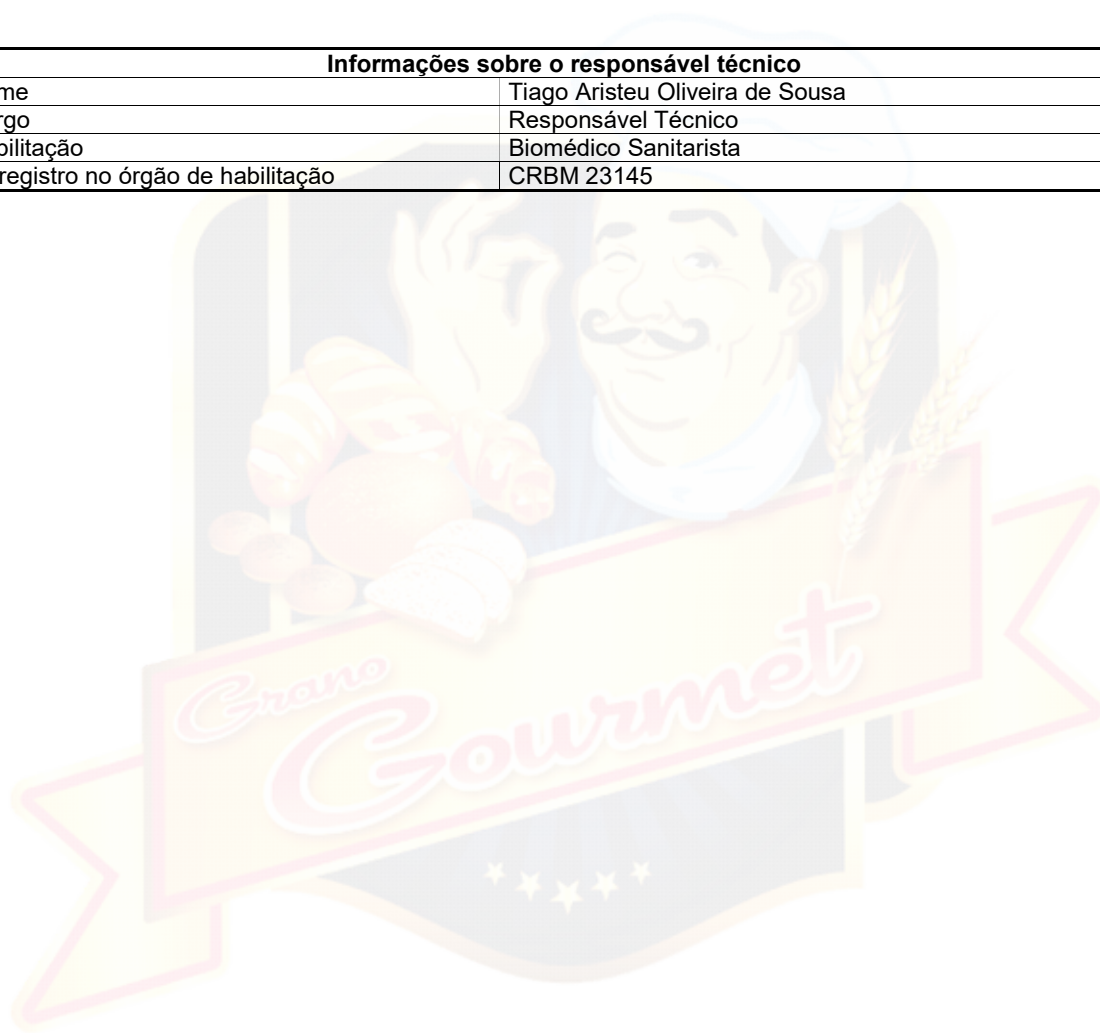 Informações sobre o responsável técnico
me Tiago Aristeu Oliveira de Sousa
rgo Responsável Técnico
bilitação Biomédico Sanitarista
registro no órgão de habilitação CRBM 23145
Grano
Gourmet